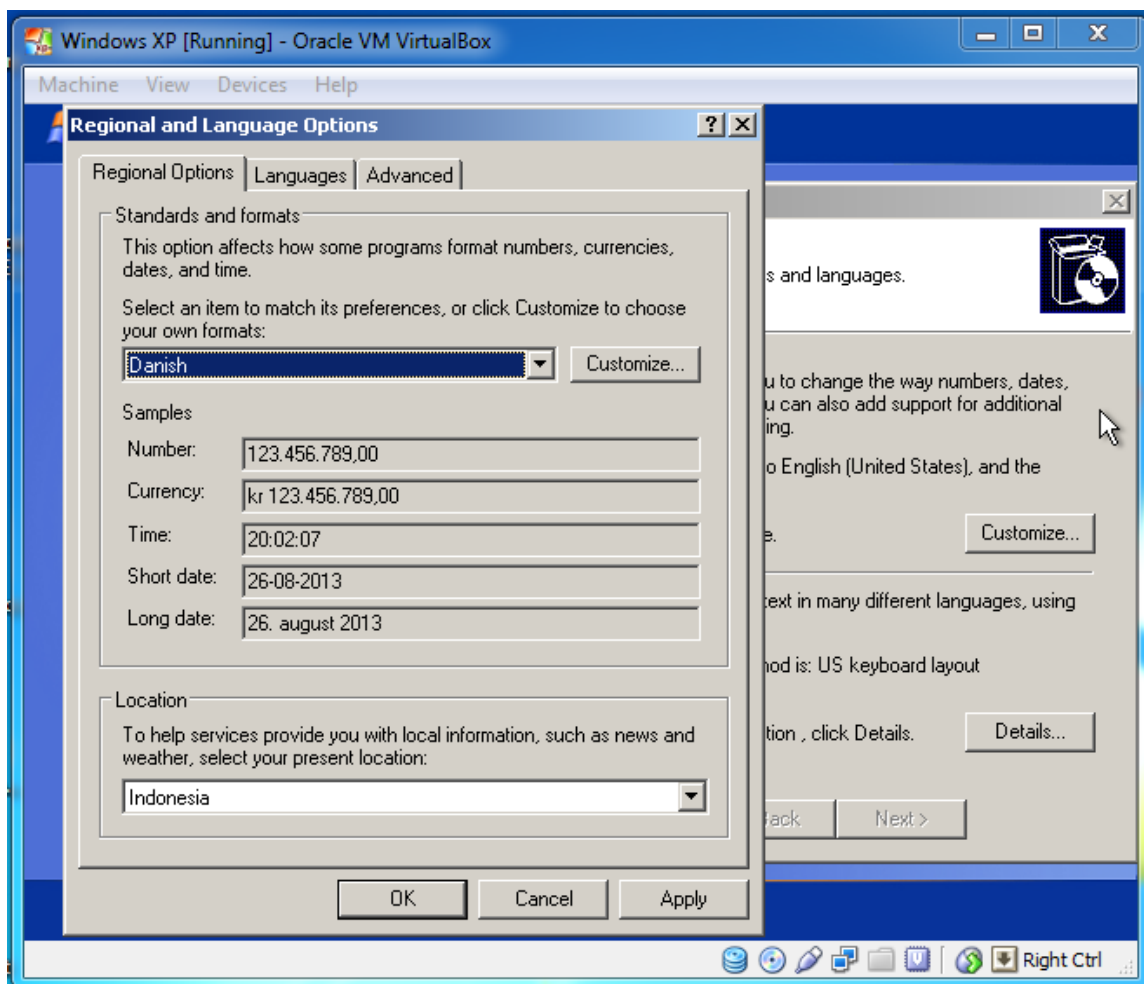 Windows XP [Running] - Oracle VM VirtualBox
Machine View Devices Help
Regional and Language Options
Regional Options Languages Advanced
Standards and formats
This option affects how some programs format numbers, currencies,
dates, and time.
Select an item to match its preferences, or click Customize to choose
your own formats:
Danish Customize...
Samples
Number: 123.456.789,00
Currency: kr 123.456.789,00
Time: 20:02:07
Short date: 26-08-2013
Long date: 26. august 2013
Location
To help services provide you with local information, such as news and
weather, select your present location:
Indonesia
OK Cancel Apply
s and languages.
u to change the way numbers, dates,
u can also add support for additional
ing.
o English (United States), and the
e. Customize...
text in many different languages, using
nod is: US keyboard layout
tion , click Details. Details...
Back Next >
Right Ctrl